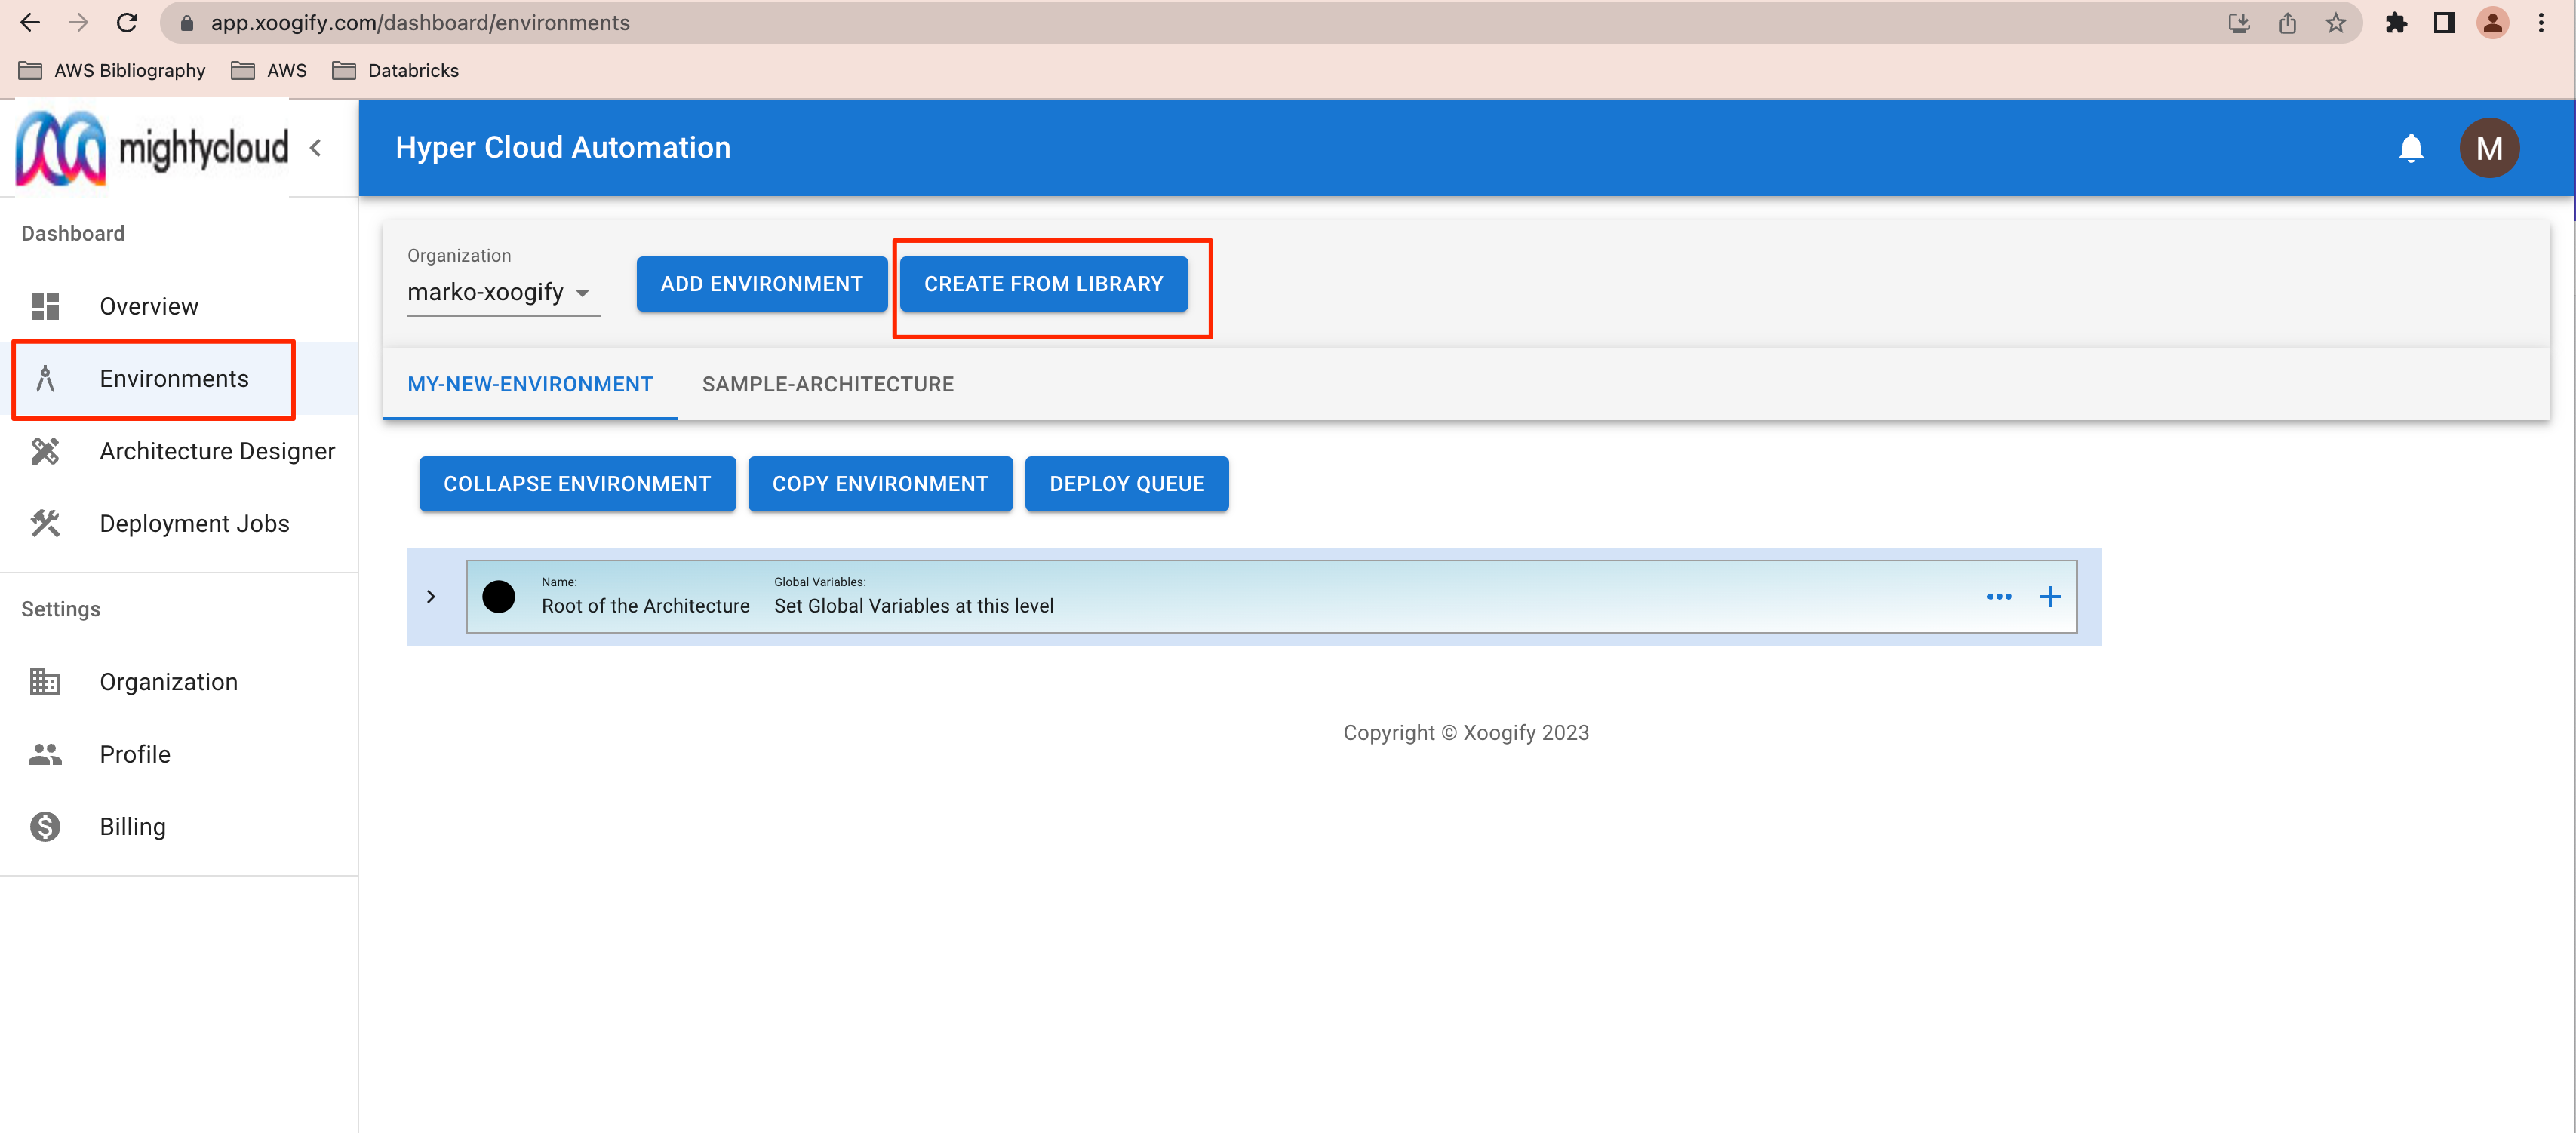 app.xoogify.com/dashboard/environments
AWS Bibliography AWS Databricks
mightycloud
Hyper Cloud Automation
M
Dashboard
Overview
Environments
Architecture Designer
Deployment Jobs
Settings
Organization
Profile
Billing
Organization
marko-xoogify
ADD ENVIRONMENT
CREATE FROM LIBRARY
MY-NEW-ENVIRONMENT
SAMPLE-ARCHITECTURE
COLLAPSE ENVIRONMENT
COPY ENVIRONMENT
DEPLOY QUEUE
Name:
Root of the Architecture
Global Variables:
Set Global Variables at this level
Copyright © Xoogify 2023